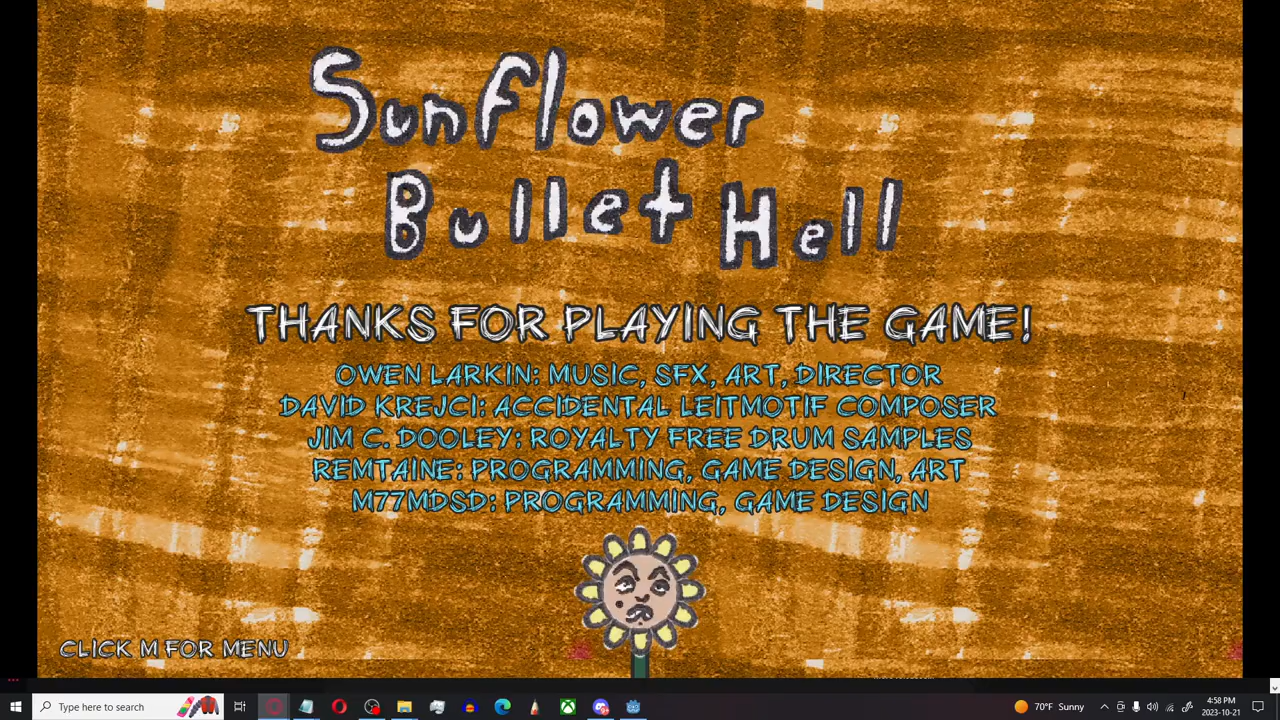 Sunflower
Bullet Hell
THANKS FOR PLAYING THE GAME!
OWEN LARKIN: MUSIC, SFX, ART, DIRECTOR
DAVID KREJCI: ACCIDENTAL LEITMOTIF COMPOSER
JIM C. DOOLEY: ROYALTY FREE DRUM SAMPLES
REMTAINE: PROGRAMMING, GAME DESIGN, ART
M77MDSD: PROGRAMMING, GAME DESIGN
CLICK M FOR MENU
Type here to search
70°F Sunny
4:58 PM
2023-10-21